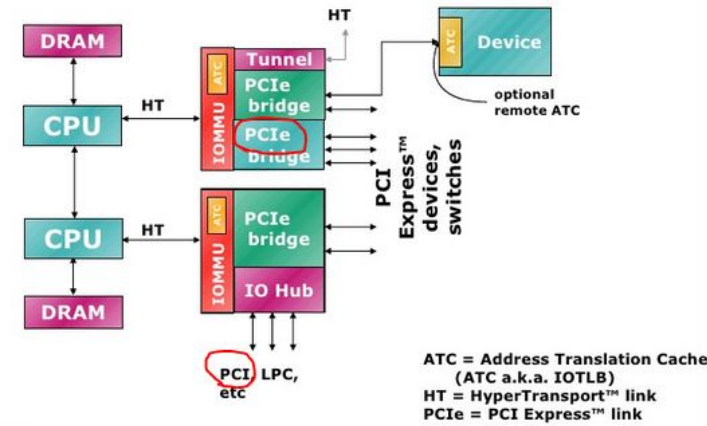 HT
DRAM
ATC
Tunnel
ATC
Device
PCIe
bridge
optional
remote ATC
HT
CPU
IOMMU
PCIe
bridge
PCI
Express™
devices,
switches
CPU
HT
ATC
PCIe
bridge
IOMMU
IO Hub
DRAM
PCI, LPC,
etc
ATC = Address Translation Cache
(ATC a.k.a. IOTLB)
HT = HyperTransport™ link
PCIe = PCI Express™ link